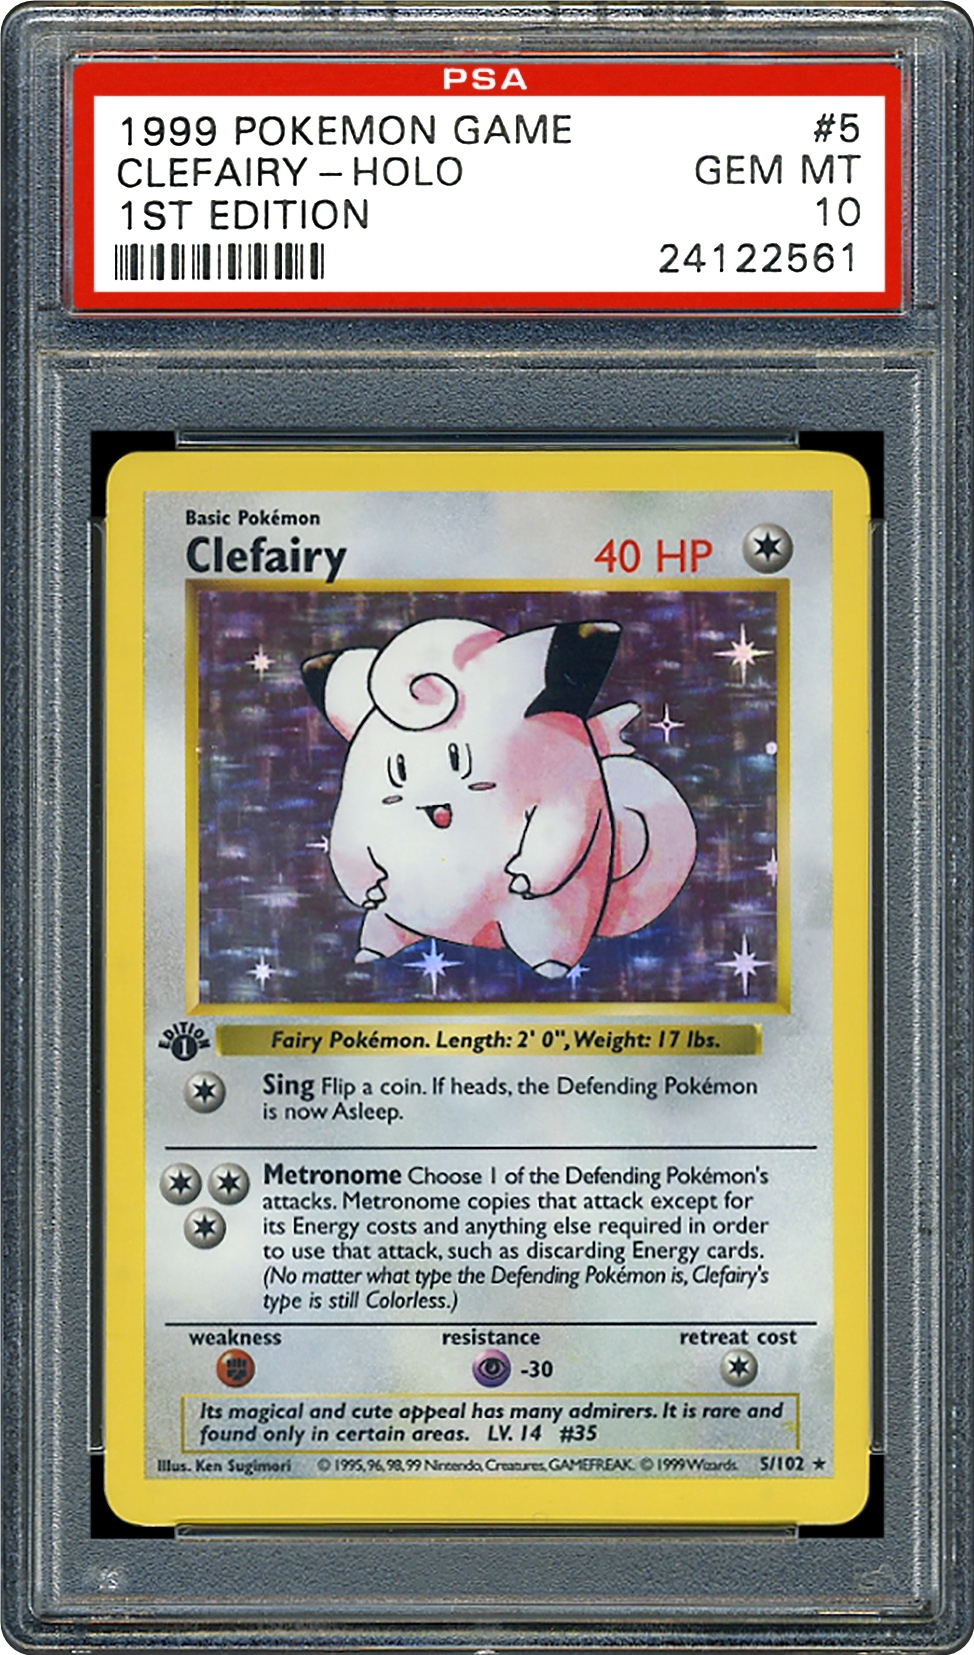 PSA
1999 POKEMON GAME #5
CLEFAIRY-HOLO GEM MT
1ST EDITION 10
24122561
Basic Pokémon
Clefairy 40 HP
EDITION
1
Fairy Pokémon. Length: 2' 0", Weight: 17 lbs.
Sing Flip a coin. If heads, the Defending Pokémon
is now Asleep.
Metronome Choose 1 of the Defending Pokémon's
attacks. Metronome copies that attack except for
its Energy costs and anything else required in order
to use that attack, such as discarding Energy cards.
(No matter what type the Defending Pokémon is, Clefairy's
type is still Colorless.)
weakness resistance retreat cost
-30
Its magical and cute appeal has many admirers. It is rare and
found only in certain areas. LV. 14 #35
Illus. Ken Sugimori © 1995, 96, 98, 99 Nintendo, Creatures, GAMEFREAK. © 1999 Wizards. 5/102 ★